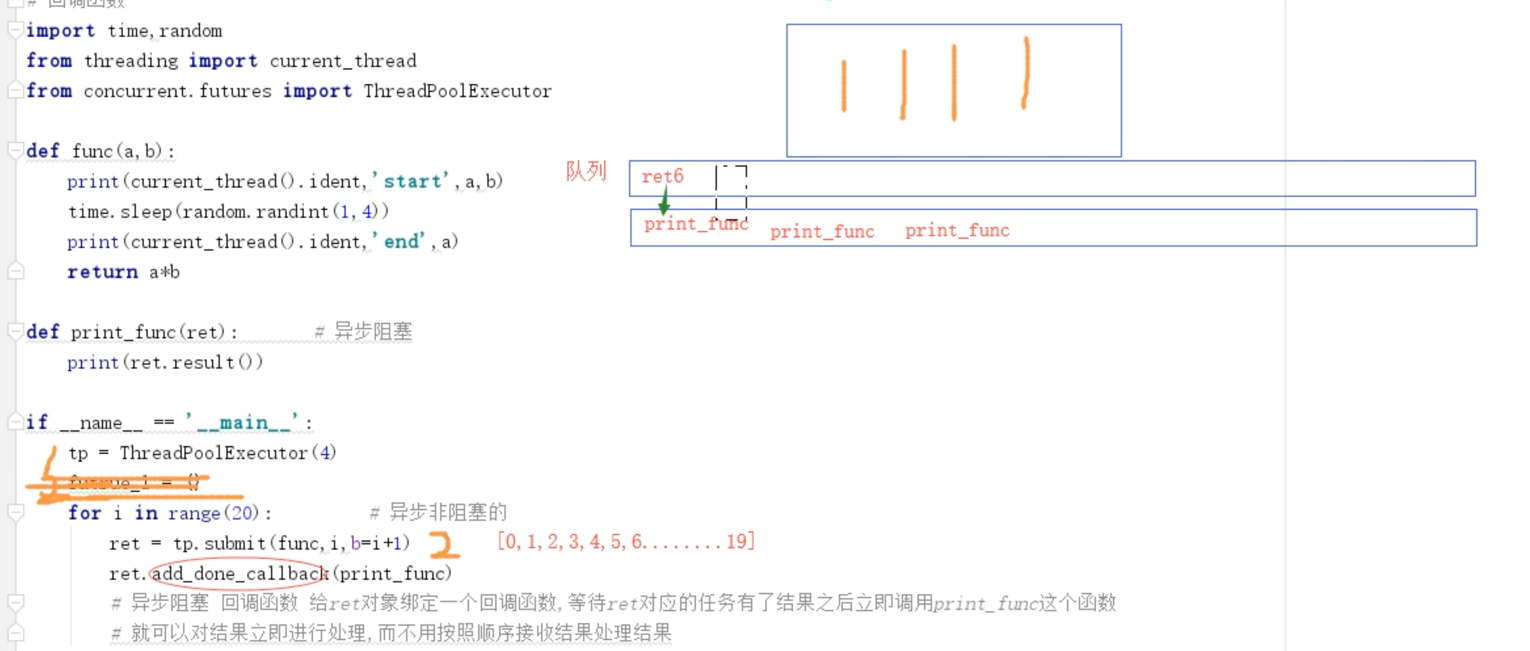 # 回调函数
import time,random
from threading import current_thread
from concurrent.futures import ThreadPoolExecutor
def func(a,b):
print(current_thread().ident,'start',a,b)
time.sleep(random.randint(1,4))
print(current_thread().ident,'end',a)
return a*b
队列
ret6
print_func print_func print_func
def print_func(ret): # 异步阻塞
print(ret.result())
if __name__ == '__main__':
tp = ThreadPoolExecutor(4)
futrue_l = {}
for i in range(20): # 异步非阻塞的
ret = tp.submit(func,i,b=i+1) 2 [0,1,2,3,4,5,6........19]
ret.add_done_callback(print_func)
# 异步阻塞 回调函数 给ret对象绑定一个回调函数,等待ret对应的任务有了结果之后立即调用print_func这个函数
# 就可以对结果立即进行处理,而不用按照顺序接收结果处理结果